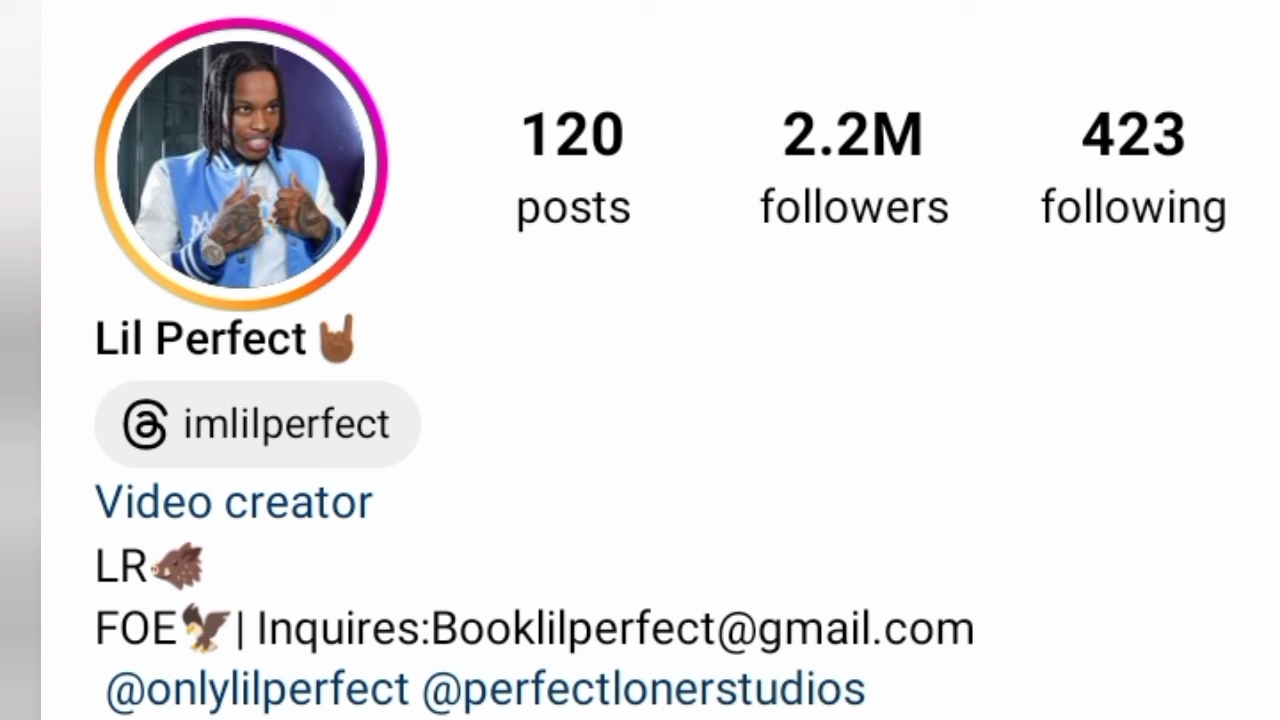 120 2.2M 423
posts followers following
Lil Perfect🤘🏾
imlilperfect
Video creator
LR🐗
FOE🦅| Inquires:Booklilperfect@gmail.com
@onlylilperfect @perfectlonerstudios